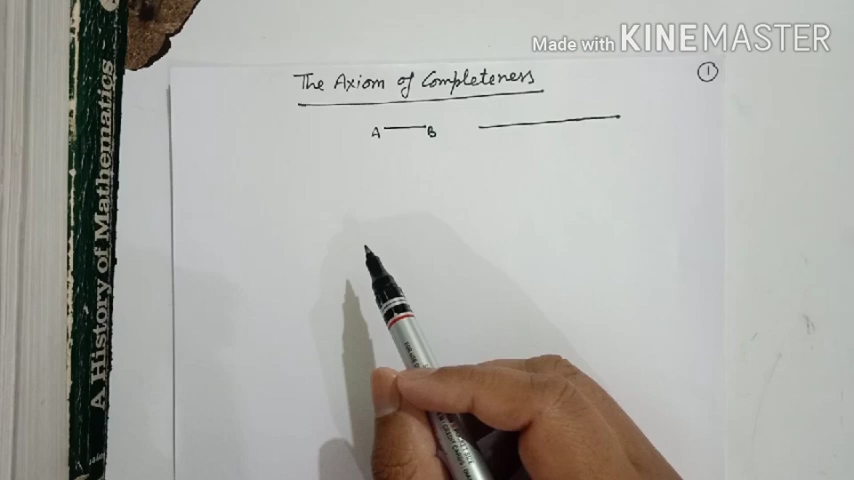 Made with KINEMASTER
The Axiom of Completeness
1
A B
A History of Mathematics